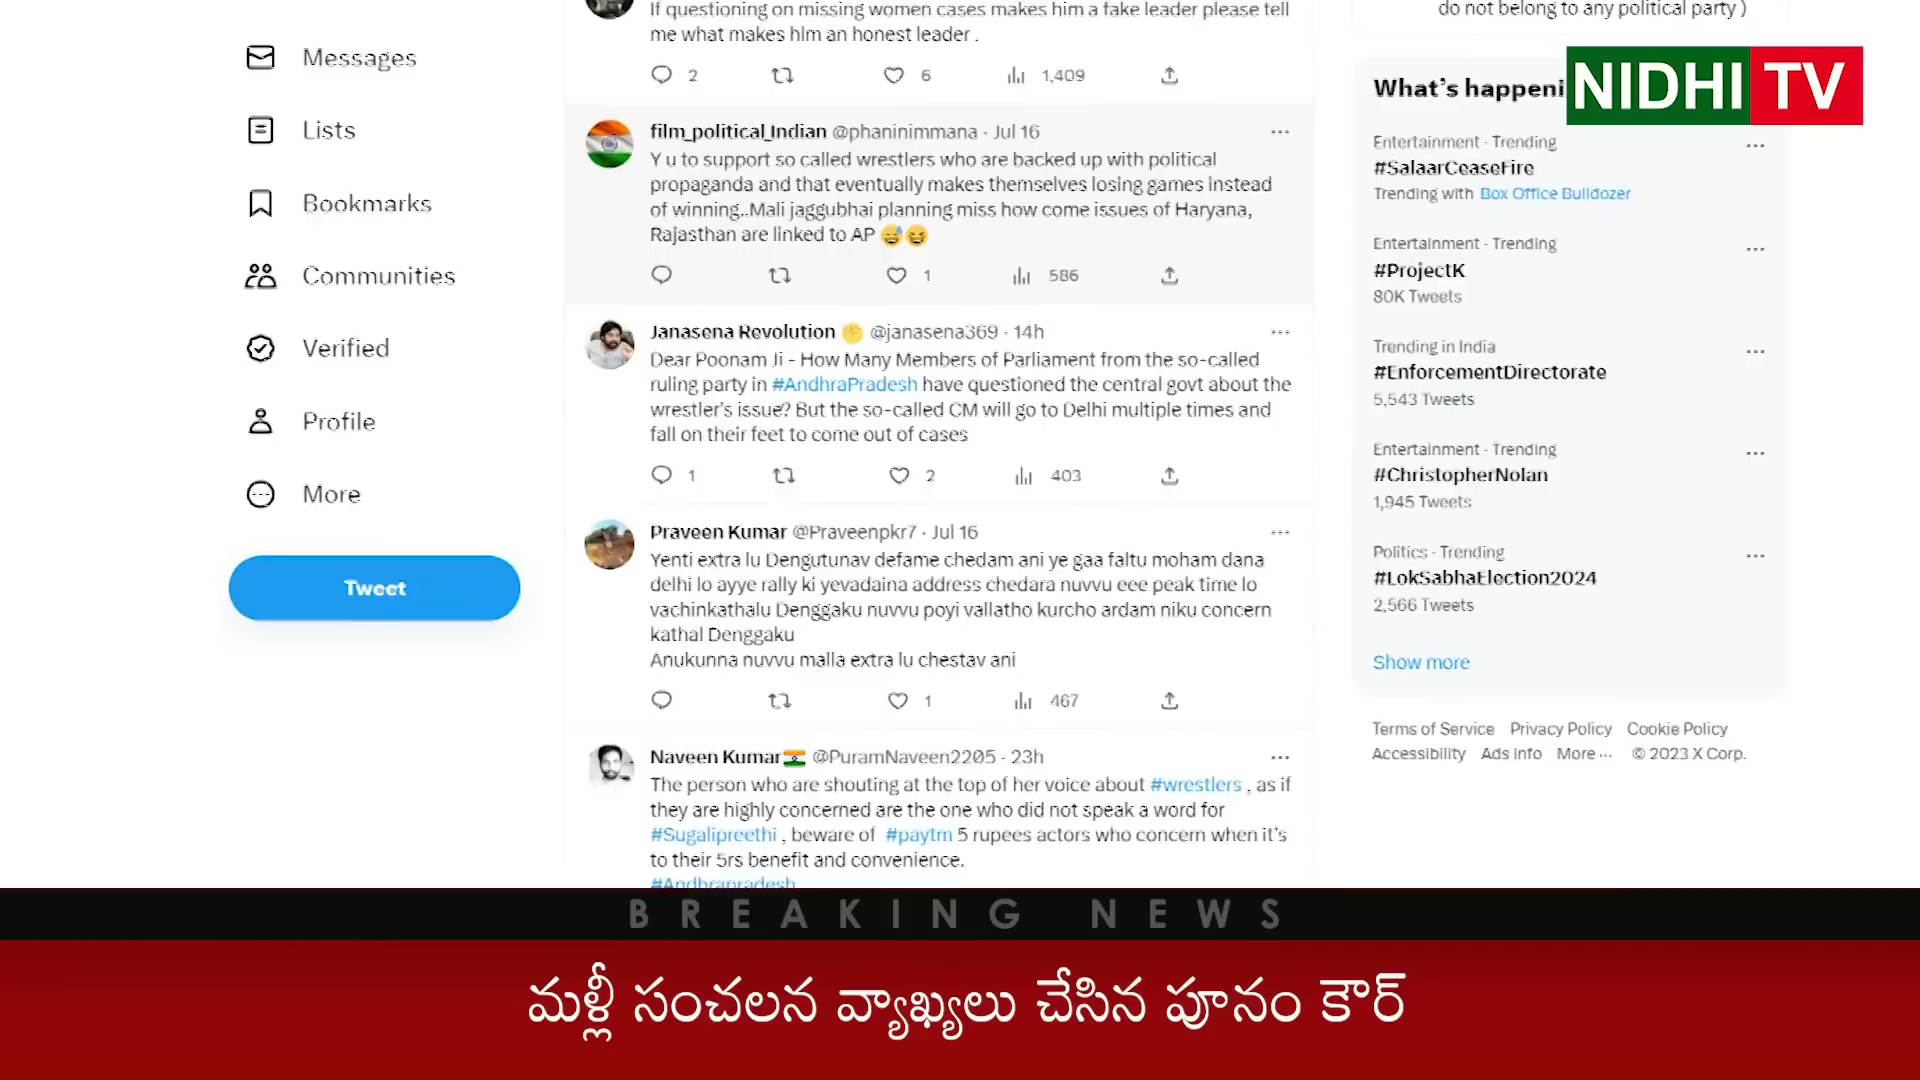 If questioning on missing women cases makes him a fake leader please tell
me what makes him an honest leader .
2 6 1,409
film_political_Indian @phaninimmana · Jul 16
Y u to support so called wrestlers who are backed up with political
propaganda and that eventually makes themselves losing games instead
of winning..Mali jaggubhai planning miss how come issues of Haryana,
Rajasthan are linked to AP 😅😆
1 586
Janasena Revolution ✊ @janasena369 · 14h
Dear Poonam Ji - How Many Members of Parliament from the so-called
ruling party in #AndhraPradesh have questioned the central govt about the
wrestler's issue? But the so-called CM will go to Delhi multiple times and
fall on their feet to come out of cases
1 2 403
Praveen Kumar @Praveenpkr7 · Jul 16
Yenti extra lu Dengutunav defame chedam ani ye gaa faltu moham dana
delhi lo ayye rally ki yevadaina address chedara nuvvu eee peak time lo
vachinkathalu Denggaku nuvvu poyi vallatho kurcho ardam niku concern
kathal Denggaku
Anukunna nuvvu malla extra lu chestav ani
1 467
Naveen Kumar🇮🇳 @PuramNaveen2205 · 23h
The person who are shouting at the top of her voice about #wrestlers , as if
they are highly concerned are the one who did not speak a word for
#Sugalipreethi , beware of #paytm 5 rupees actors who concern when it's
to their 5rs benefit and convenience.
#Andhrapradesh
Messages
Lists
Bookmarks
Communities
Verified
Profile
More
Tweet
do not belong to any political party )
NIDHI TV
What's happeni
Entertainment · Trending
#SalaarCeaseFire
Trending with Box Office Bulldozer
Entertainment · Trending
#ProjectK
80K Tweets
Trending in India
#EnforcementDirectorate
5,543 Tweets
Entertainment · Trending
#ChristopherNolan
1,945 Tweets
Politics · Trending
#LokSabhaElection2024
2,566 Tweets
Show more
Terms of Service Privacy Policy Cookie Policy
Accessibility Ads info More ··· © 2023 X Corp.
BREAKING NEWS
మళ్లీ సంచలన వ్యాఖ్యలు చేసిన పూనం కౌర్